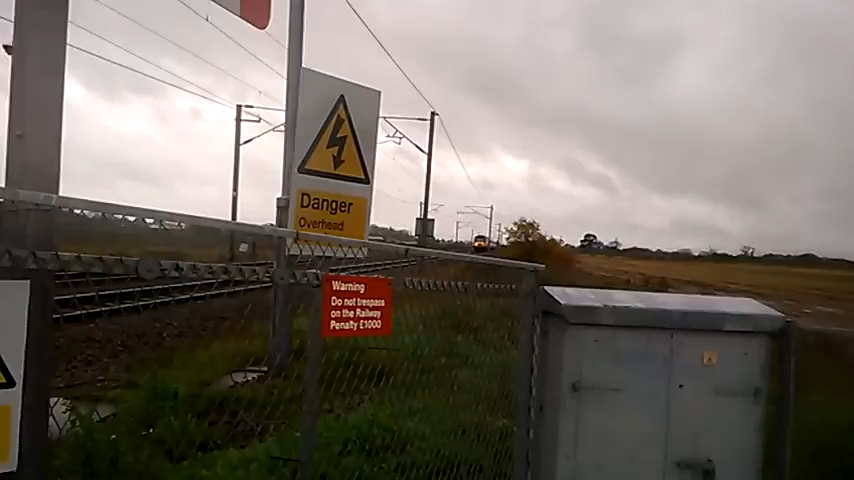 Danger
Overhead
Warning
Do not trespass
on the Railway
Penalty £1000